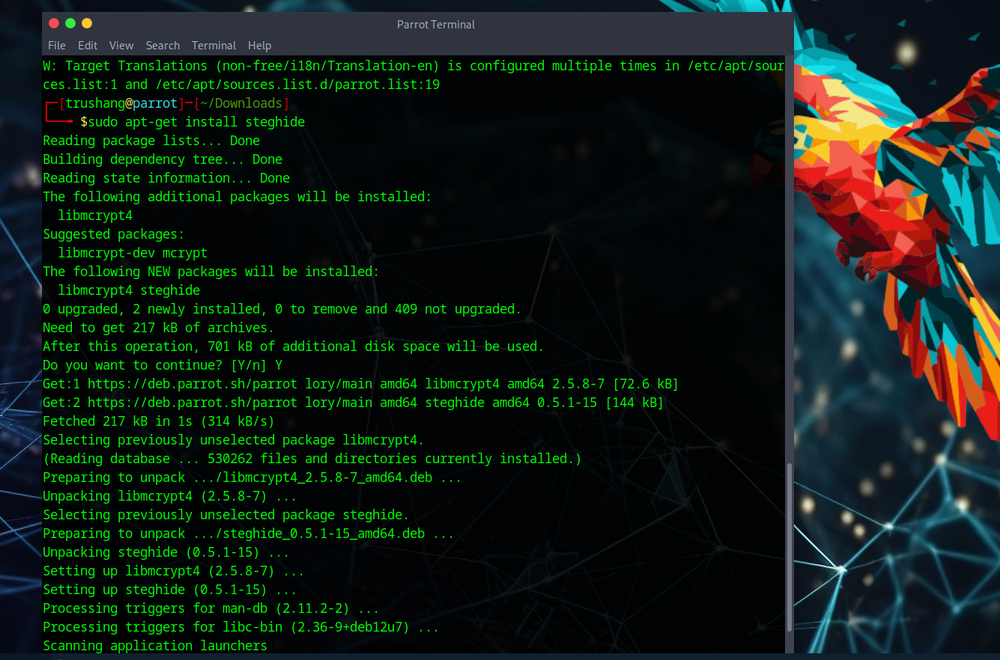 Parrot Terminal
File Edit View Search Terminal Help
W: Target Translations (non-free/i18n/Translation-en) is configured multiple times in /etc/apt/sour
ces.list:1 and /etc/apt/sources.list.d/parrot.list:19
┌─[trushang@parrot]─[~/Downloads]
└──╼ $sudo apt-get install steghide
Reading package lists... Done
Building dependency tree... Done
Reading state information... Done
The following additional packages will be installed:
  libmcrypt4
Suggested packages:
  libmcrypt-dev mcrypt
The following NEW packages will be installed:
  libmcrypt4 steghide
0 upgraded, 2 newly installed, 0 to remove and 409 not upgraded.
Need to get 217 kB of archives.
After this operation, 701 kB of additional disk space will be used.
Do you want to continue? [Y/n] Y
Get:1 https://deb.parrot.sh/parrot lory/main amd64 libmcrypt4 amd64 2.5.8-7 [72.6 kB]
Get:2 https://deb.parrot.sh/parrot lory/main amd64 steghide amd64 0.5.1-15 [144 kB]
Fetched 217 kB in 1s (314 kB/s)
Selecting previously unselected package libmcrypt4.
(Reading database ... 530262 files and directories currently installed.)
Preparing to unpack .../libmcrypt4_2.5.8-7_amd64.deb ...
Unpacking libmcrypt4 (2.5.8-7) ...
Selecting previously unselected package steghide.
Preparing to unpack .../steghide_0.5.1-15_amd64.deb ...
Unpacking steghide (0.5.1-15) ...
Setting up libmcrypt4 (2.5.8-7) ...
Setting up steghide (0.5.1-15) ...
Processing triggers for man-db (2.11.2-2) ...
Processing triggers for libc-bin (2.36-9+deb12u7) ...
Scanning application launchers